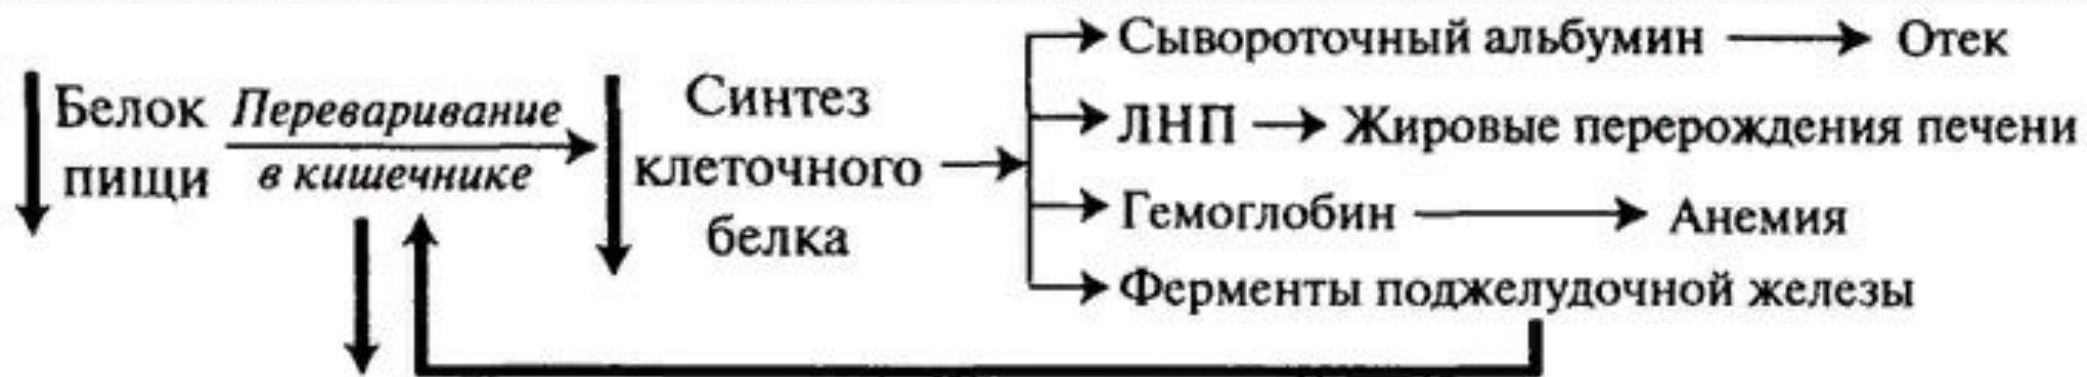 Белок
пищи
Переваривание
в кишечнике
Синтез
клеточного
белка
Сывороточный альбумин
Отек
ЛНП
Жировые перерождения печени
Гемоглобин
Анемия
Ферменты поджелудочной железы